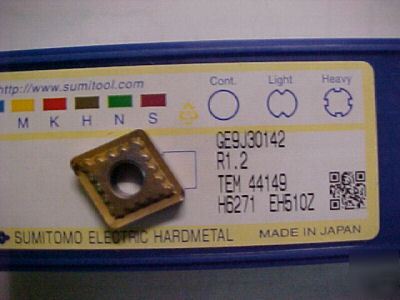 http://www.sumitool.com
M K H N S
Cont. Light Heavy
GE9J30142
R1.2
TEM 44149
H6271 EH510Z
SUMITOMO ELECTRIC HARDMETAL
MADE IN JAPAN